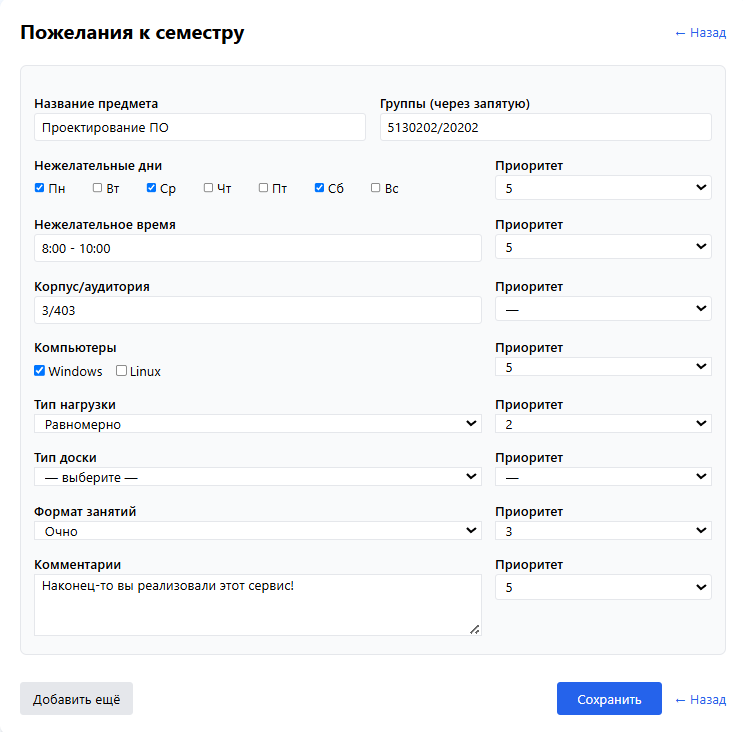 Пожелания к семестру ← Назад
Название предмета Группы (через запятую)
Проектирование ПО 5130202/20202
Нежелательные дни Приоритет
Пн Вт Ср Чт Пт Сб Вс 5
Нежелательное время Приоритет
8:00 - 10:00 5
Корпус/аудитория Приоритет
3/403 —
Компьютеры Приоритет
Windows Linux 5
Тип нагрузки Приоритет
Равномерно 2
Тип доски Приоритет
— выберите — —
Формат занятий Приоритет
Очно 3
Комментарии Приоритет
Наконец-то вы реализовали этот сервис! 5
Добавить ещё Сохранить ← Назад